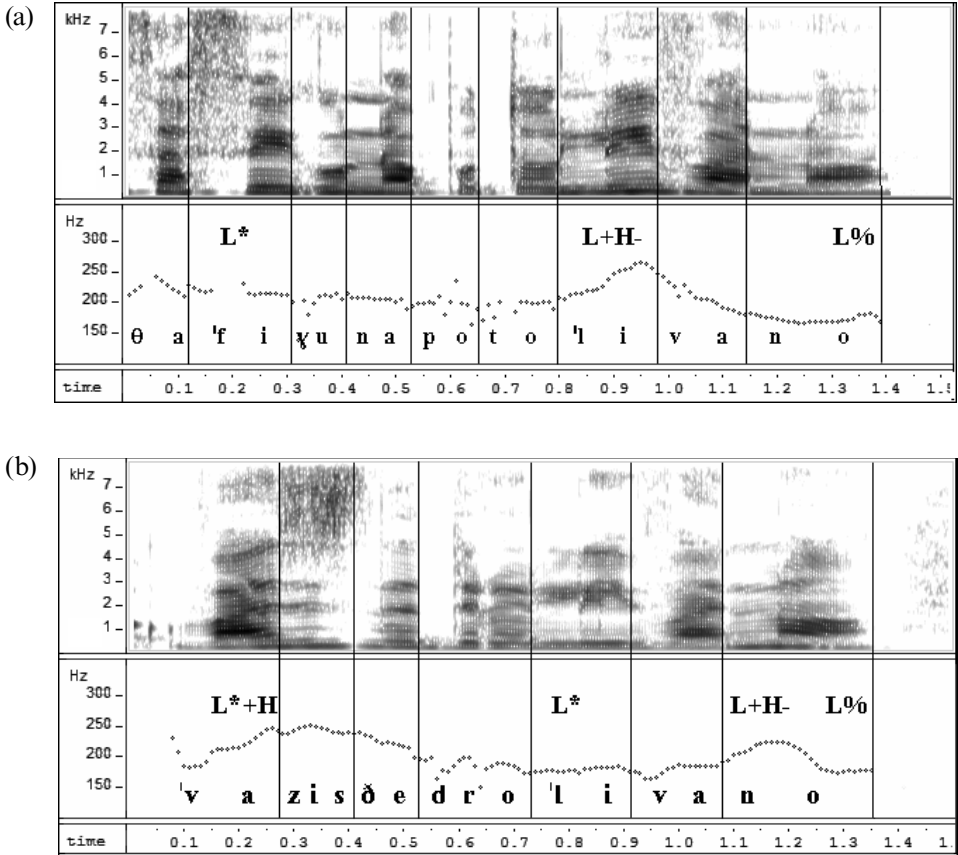 (a)
kHz
7
6
5
4
3
2
1
Hz
300
250
200
150
L* L+H- L%
θ a ˈf i ɣ u n a p o t o ˈl i v a n o
time 0.1 0.2 0.3 0.4 0.5 0.6 0.7 0.8 0.9 1.0 1.1 1.2 1.3 1.4 1.5
(b)
kHz
7
6
5
4
3
2
1
Hz
300
250
200
150
L*+H L* L+H- L%
ˈv a z i s ð e d r o ˈl i v a n o
time 0.1 0.2 0.3 0.4 0.5 0.6 0.7 0.8 0.9 1.0 1.1 1.2 1.3 1.4 1.